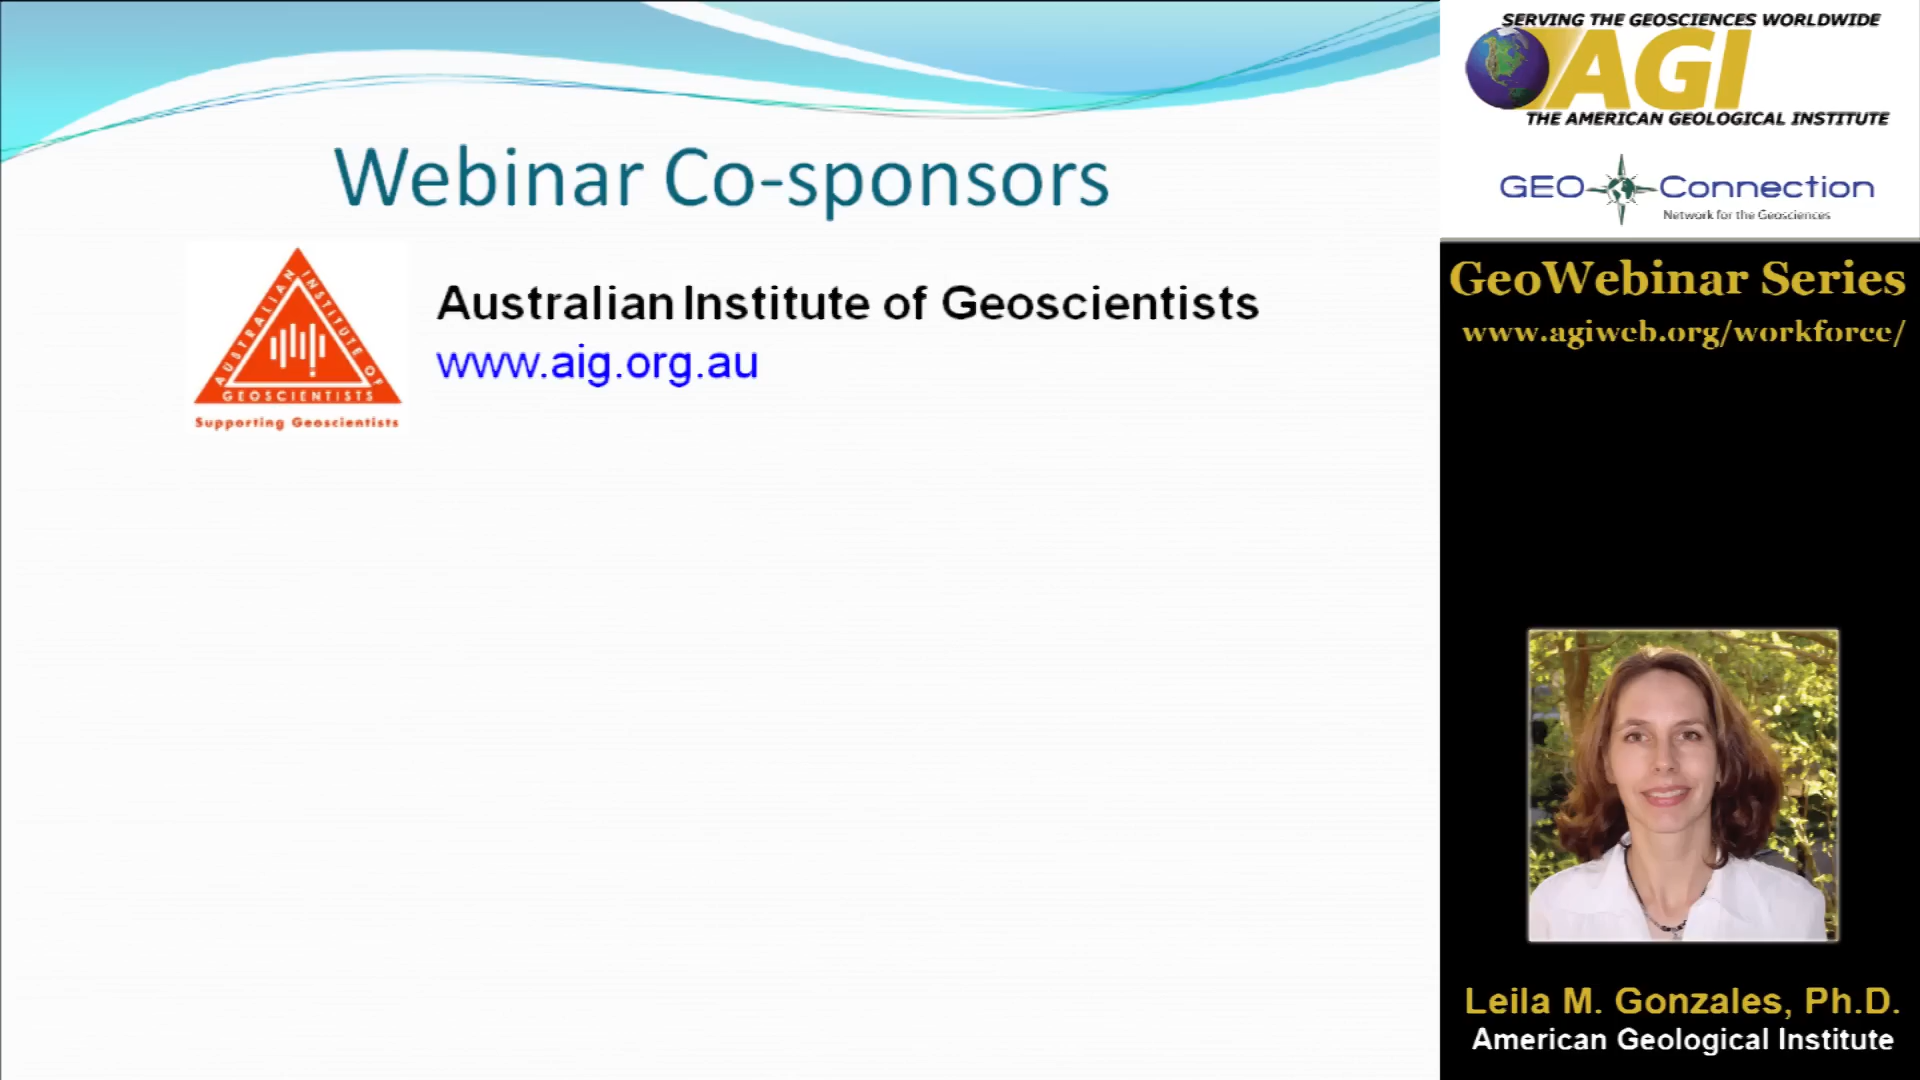 Webinar Co-sponsors
AUSTRALIAN INSTITUTE OF
GEOSCIENTISTS
Supporting Geoscientists
Australian Institute of Geoscientists
www.aig.org.au
SERVING THE GEOSCIENCES WORLDWIDE
AGI
THE AMERICAN GEOLOGICAL INSTITUTE
GEO Connection
Network for the Geosciences
GeoWebinar Series
www.agiweb.org/workforce/
Leila M. Gonzales, Ph.D.
American Geological Institute